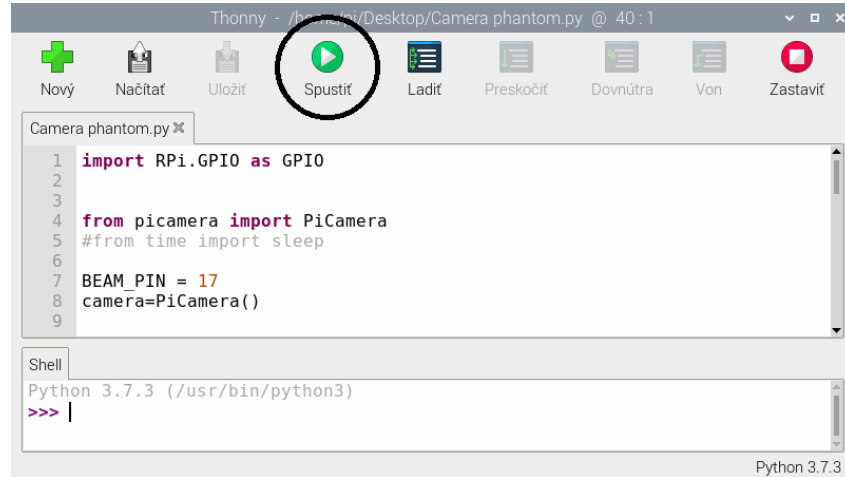 Thonny - /home/pi/Desktop/Camera phantom.py @ 40 : 1
Nový Načítať Uložiť Spustiť Ladiť Preskočiť Dovnútra Von Zastaviť
Camera phantom.py
1 import RPi.GPIO as GPIO
2
3
4 from picamera import PiCamera
5 #from time import sleep
6
7 BEAM_PIN = 17
8 camera=PiCamera()
9
Shell
Python 3.7.3 (/usr/bin/python3)
>>>
Python 3.7.3